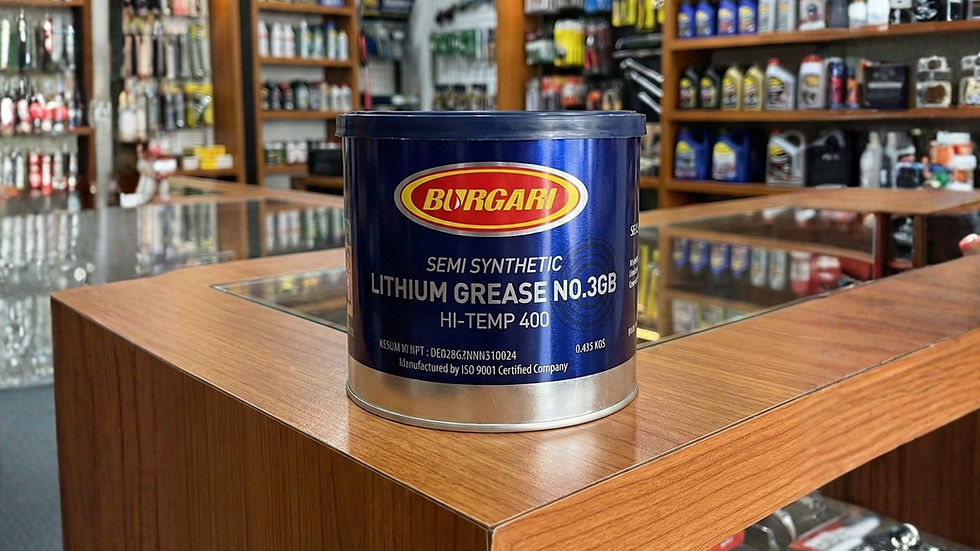 BURGARI
SEMI SYNTHETIC
LITHIUM GREASE NO.3GB
HI-TEMP 400
0.435 KGS
Manufactured by ISO 9001 Certified Company